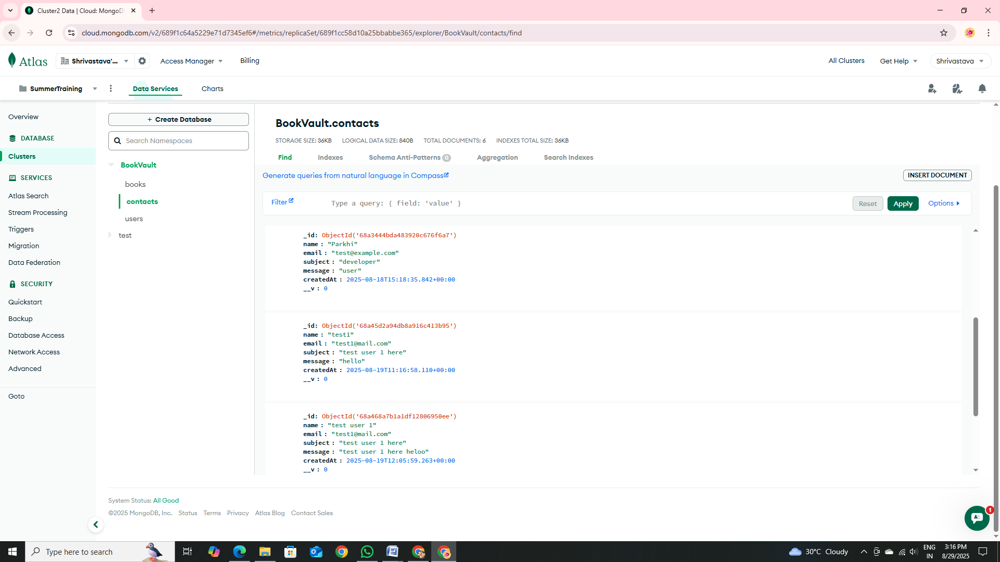 Cluster2 Data | Cloud: MongoD
cloud.mongodb.com/v2/689f1c64a5229e71d7345ef6#/metrics/replicaSet/689f1cc58d10a25bbabbe365/explorer/BookVault/contacts/find
Atlas
Shrivastava'...
Access Manager
Billing
All Clusters
Get Help
Shrivastava
SummerTraining
Data Services
Charts
Overview
DATABASE
Clusters
SERVICES
Atlas Search
Stream Processing
Triggers
Migration
Data Federation
SECURITY
Quickstart
Backup
Database Access
Network Access
Advanced
Goto
+ Create Database
Search Namespaces
BookVault
books
contacts
users
test
BookVault.contacts
STORAGE SIZE: 36KB LOGICAL DATA SIZE: 840B TOTAL DOCUMENTS: 6 INDEXES TOTAL SIZE: 36KB
Find Indexes Schema Anti-Patterns 0 Aggregation Search Indexes
Generate queries from natural language in Compass
INSERT DOCUMENT
Filter
Type a query: { field: 'value' }
Reset
Apply
Options
_id: ObjectId('68a3444bda483920c676f6a7')
name : "Parkhi"
email : "test@example.com"
subject : "developer"
message : "user"
createdAt : 2025-08-18T15:18:35.842+00:00
__v : 0
_id: ObjectId('68a45d2a94db8a916c413b95')
name : "test1"
email : "test1@mail.com"
subject : "test user 1 here"
message : "hello"
createdAt : 2025-08-19T11:16:58.110+00:00
__v : 0
_id: ObjectId('68a468a7b1a1df12806950ee')
name : "test user 1"
email : "test1@mail.com"
subject : "test user 1 here"
message : "test user 1 here heloo"
createdAt : 2025-08-19T12:05:59.263+00:00
__v : 0
System Status: All Good
©2025 MongoDB, Inc. Status Terms Privacy Atlas Blog Contact Sales
1
Type here to search
30°C Cloudy
ENG
IN
3:16 PM
8/29/2025